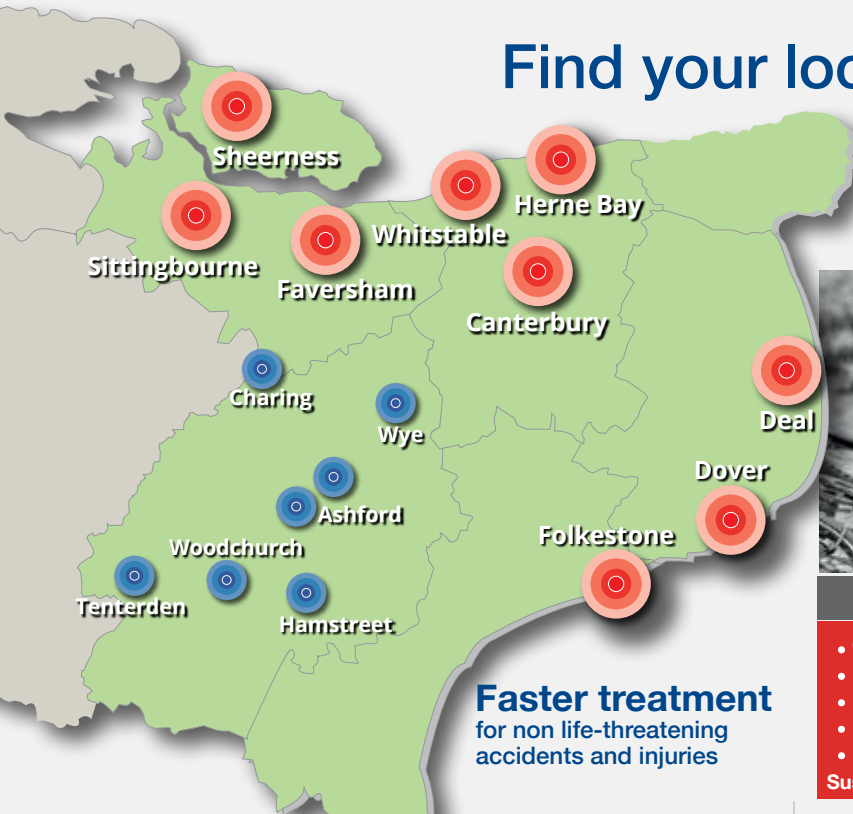 Find your loc
Sheerness
Herne Bay
Whitstable
Sittingbourne
Faversham
Canterbury
Charing
Wye
Deal
Dover
Ashford
Folkestone
Woodchurch
Tenterden
Hamstreet
Faster treatment
for non life-threatening
accidents and injuries
Sus